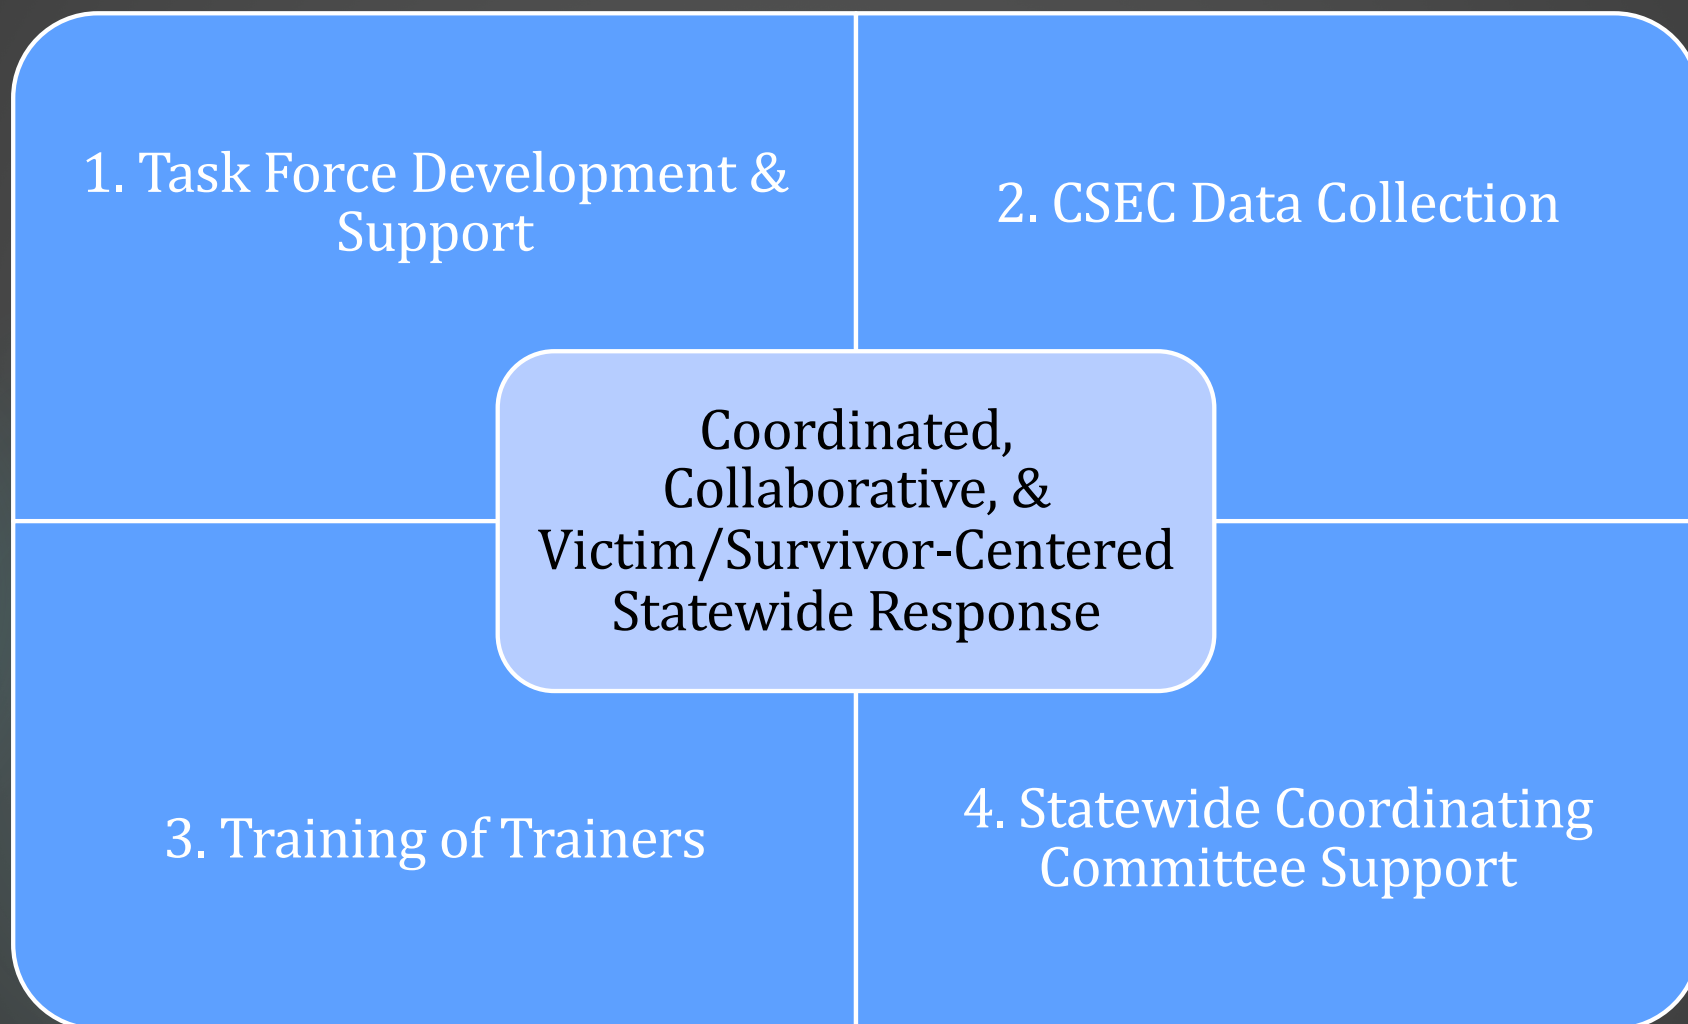 1. Task Force Development &
Support
2. CSEC Data Collection
Coordinated,
Collaborative, &
Victim/Survivor-Centered
Statewide Response
3. Training of Trainers
4. Statewide Coordinating
Committee Support